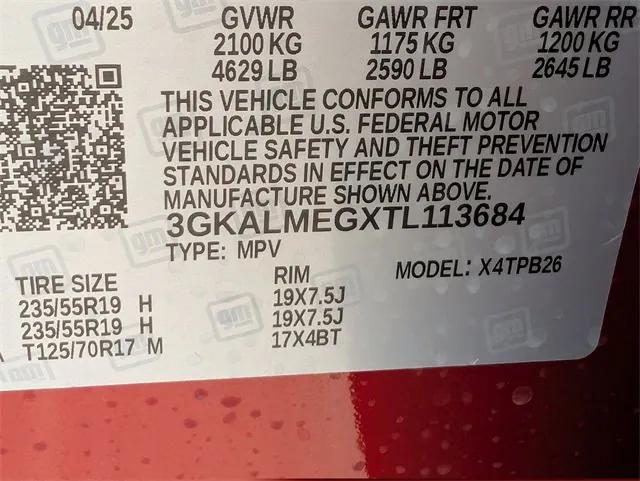 04/25 GVWR GAWR FRT GAWR RR
2100 KG 1175 KG 1200 KG
4629 LB 2590 LB 2645 LB
THIS VEHICLE CONFORMS TO ALL
APPLICABLE U.S. FEDERAL MOTOR
VEHICLE SAFETY AND THEFT PREVENTION
STANDARDS IN EFFECT ON THE DATE OF
MANUFACTURE SHOWN ABOVE.
3GKALMEGXTL113684
TYPE: MPV
MODEL: X4TPB26
TIRE SIZE RIM
235/55R19 H 19X7.5J
235/55R19 H 19X7.5J
T125/70R17 M 17X4BT
gm